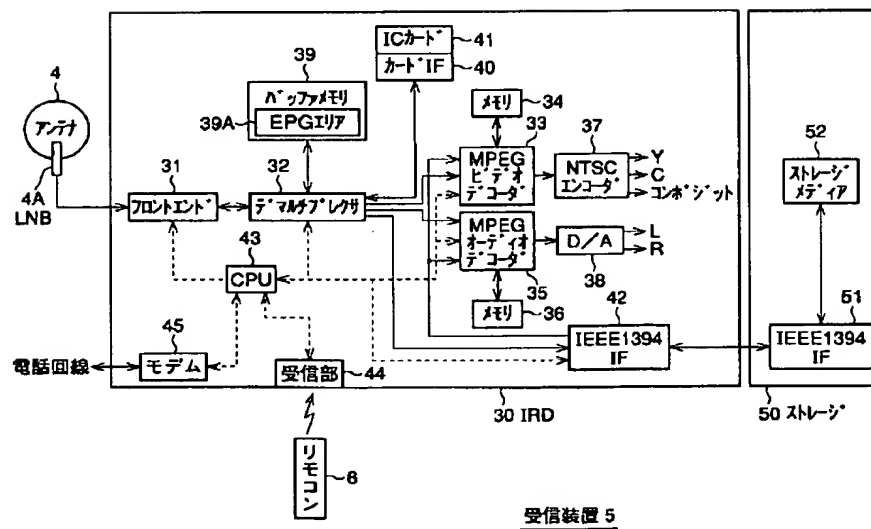 41
ICカード
40
カードIF
4
アンテナ
4A
LNB
39
バッファメモリ
39A
EPGエリア
メモリ
34
31
フロントエンド
32
デマルチプレクサ
33
MPEG
ビデオ
デコーダ
37
NTSC
エンコーダ
Y
C
コンポジット
MPEG
オーディオ
デコーダ
35
D/A
38
L
R
メモリ
36
43
CPU
45
モデム
電話回線
受信部
44
42
IEEE1394
IF
30 IRD
リモコン
6
52
ストレージ
メディア
51
IEEE1394
IF
50 ストレージ
受信装置 5